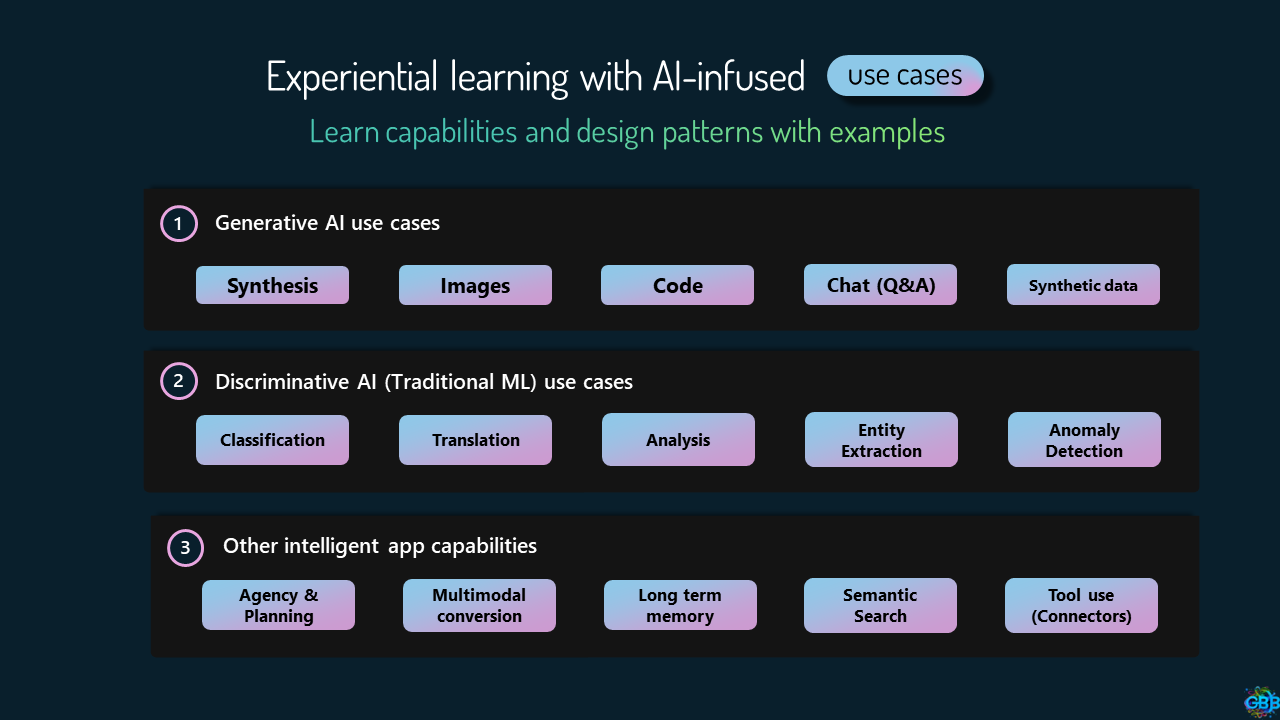 Experiential learning with AI-infused use cases
Learn capabilities and design patterns with examples
1 Generative AI use cases
Synthesis Images Code Chat (Q&A) Synthetic data
2 Discriminative AI (Traditional ML) use cases
Classification
Translation
Analysis
Entity
Extraction
Anomaly
Detection
3 Other intelligent app capabilities
Agency &
Planning
Multimodal
conversion
Long term
memory
Semantic
Search
Tool use
(Connectors)
GBB